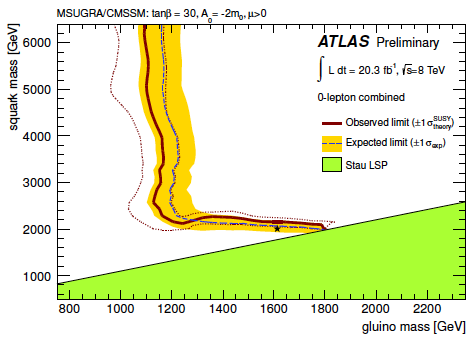 MSUGRA/CMSSM: tanβ = 30, A₀ = -2m₀, μ>0
squark mass [GeV]
6000
5000
4000
3000
2000
1000
ATLAS Preliminary
∫ L dt = 20.3 fb⁻¹, √s=8 TeV
0-lepton combined
Observed limit (±1 σ^SUSY_theory)
Expected limit (±1 σ_exp)
Stau LSP
800 1000 1200 1400 1600 1800 2000 2200
gluino mass [GeV]